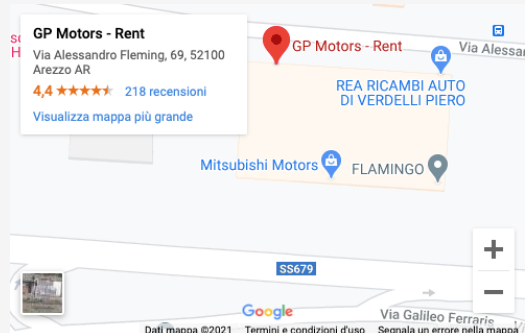 GP Motors - Rent
Via Alessandro Fleming, 69, 52100
Arezzo AR
4,4 218 recensioni
Visualizza mappa più grande
GP Motors - Rent
Via Alessa
REA RICAMBI AUTO
DI VERDELLI PIERO
Mitsubishi Motors
FLAMINGO
SS679
Google
Via Galileo Ferraris
Dati mappa ©2021 Termini e condizioni d'uso Segnala un errore nella mappa